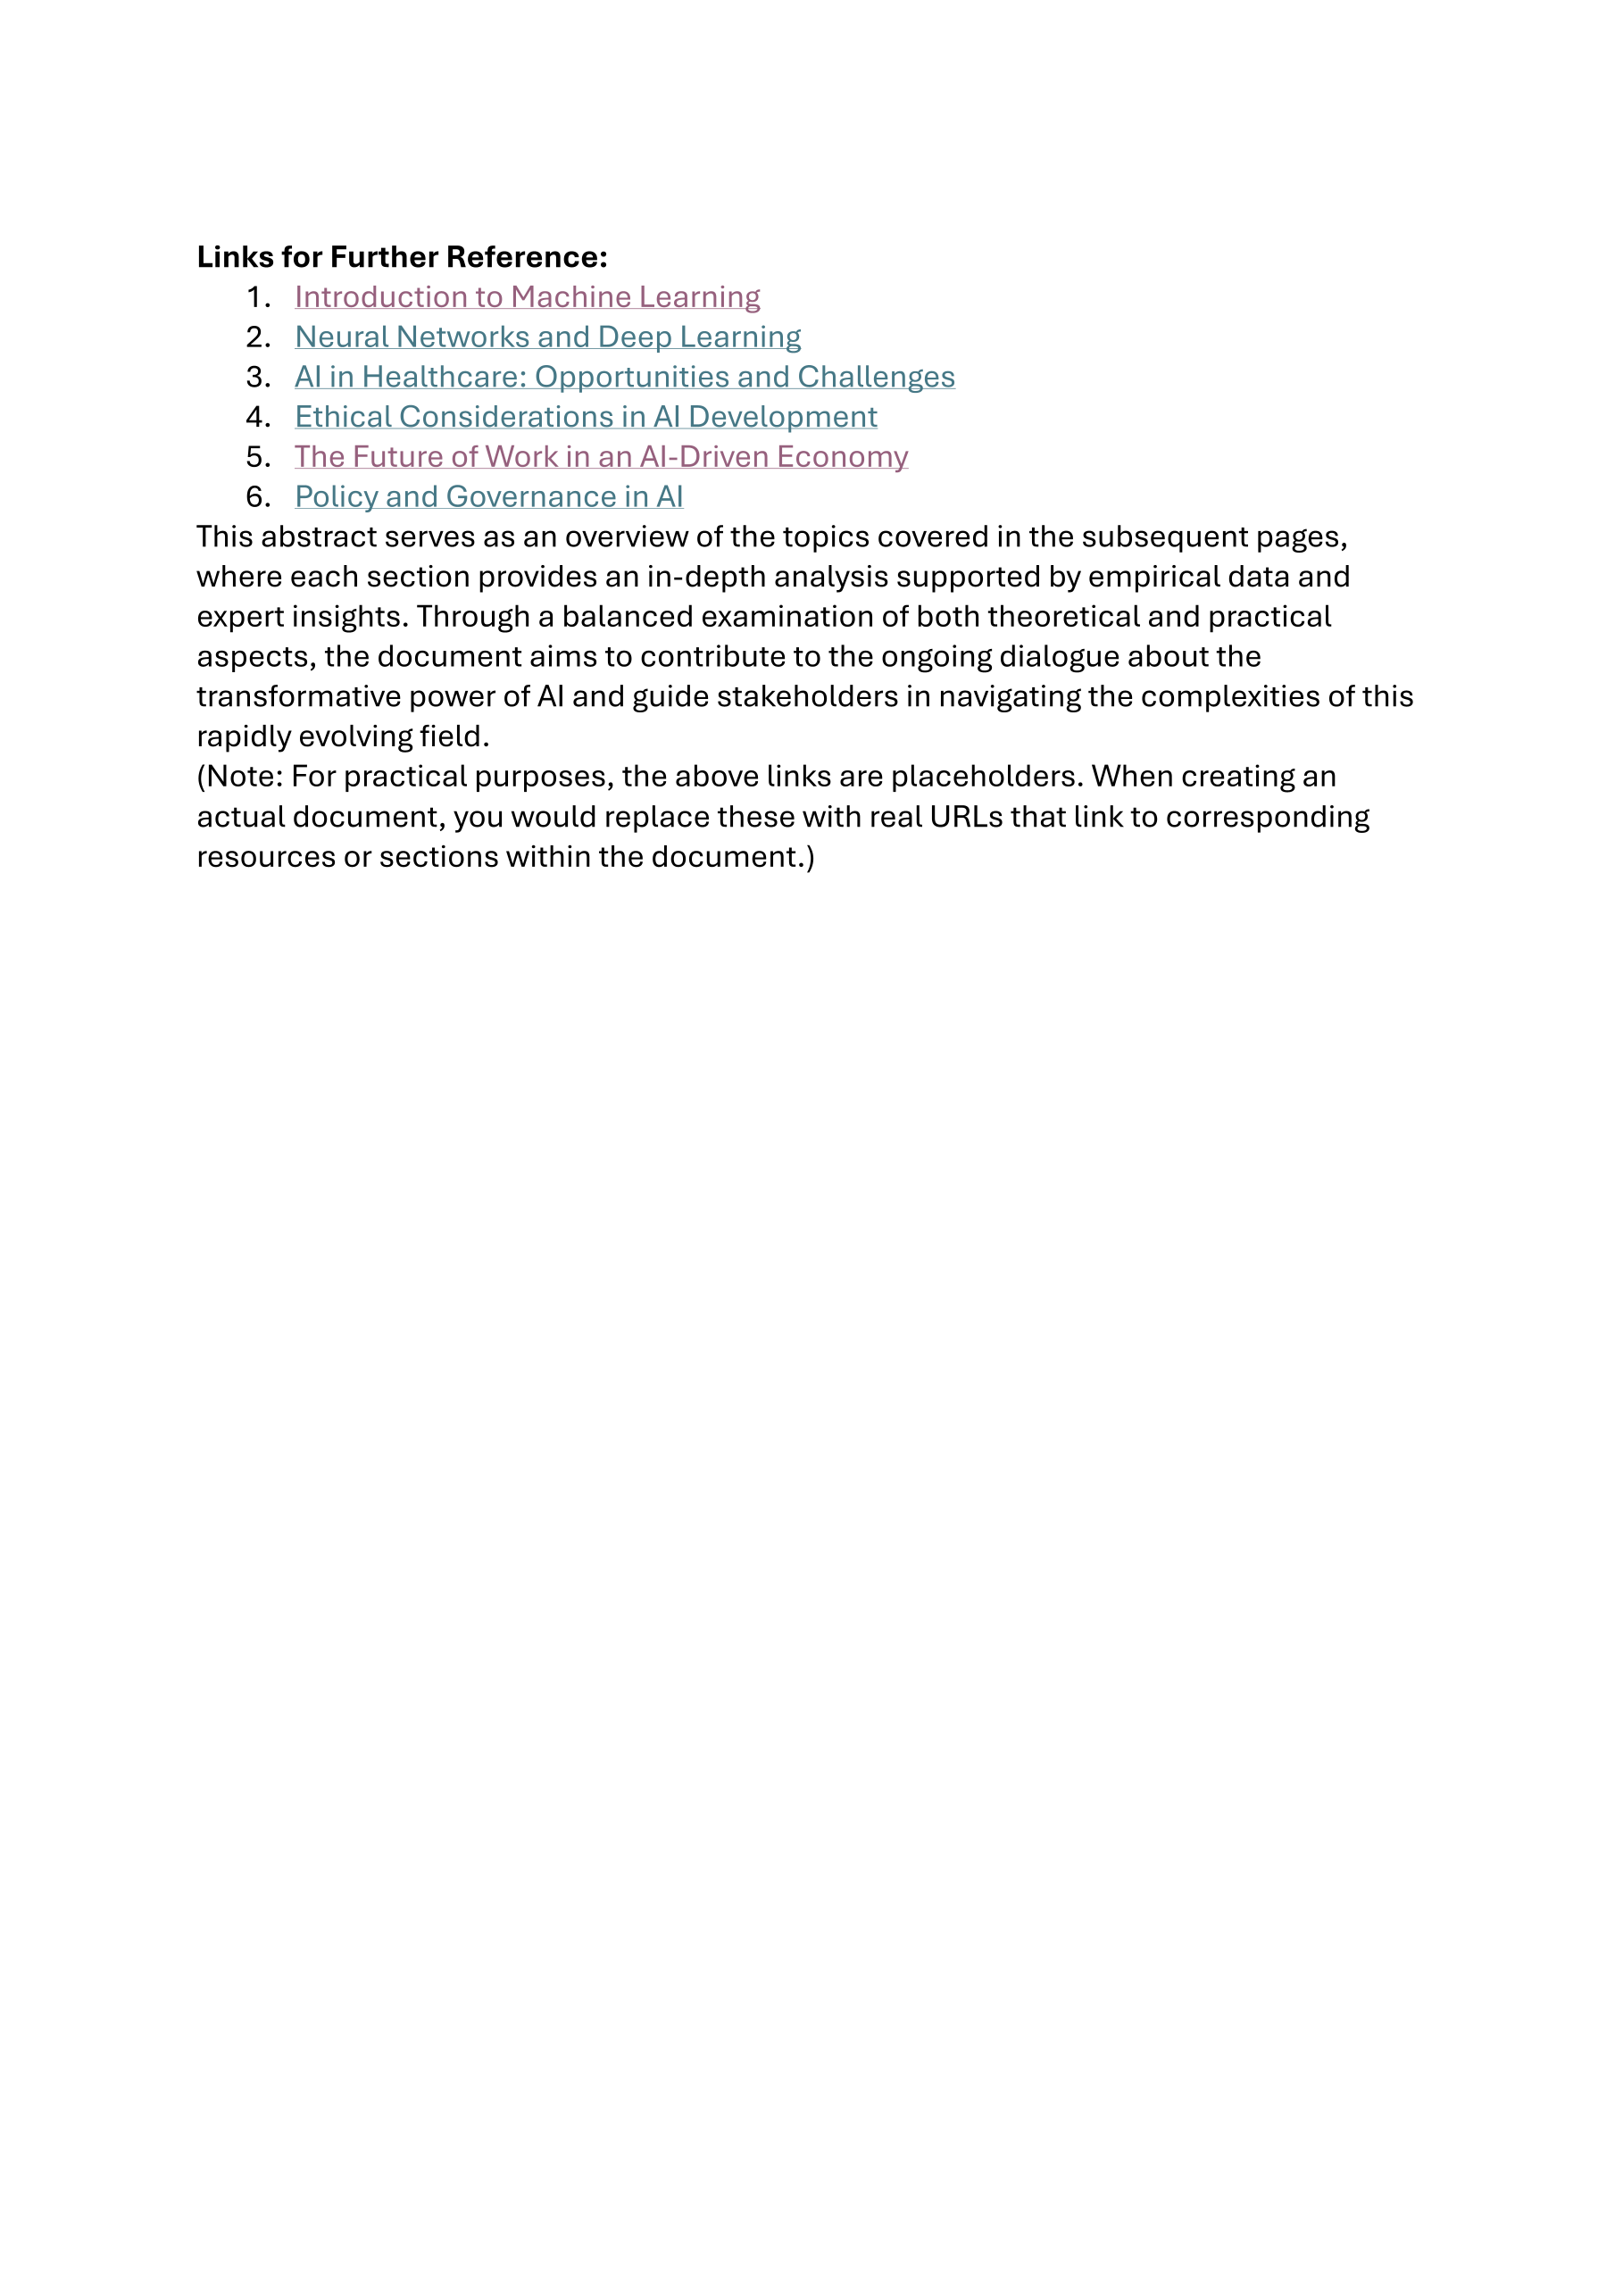 Links for Further Reference:
1. Introduction to Machine Learning
2. Neural Networks and Deep Learning
3. AI in Healthcare: Opportunities and Challenges
4. Ethical Considerations in AI Development
5. The Future of Work in an AI-Driven Economy
6. Policy and Governance in AI
This abstract serves as an overview of the topics covered in the subsequent pages,
where each section provides an in-depth analysis supported by empirical data and
expert insights. Through a balanced examination of both theoretical and practical
aspects, the document aims to contribute to the ongoing dialogue about the
transformative power of AI and guide stakeholders in navigating the complexities of this
rapidly evolving field.
(Note: For practical purposes, the above links are placeholders. When creating an
actual document, you would replace these with real URLs that link to corresponding
resources or sections within the document.)